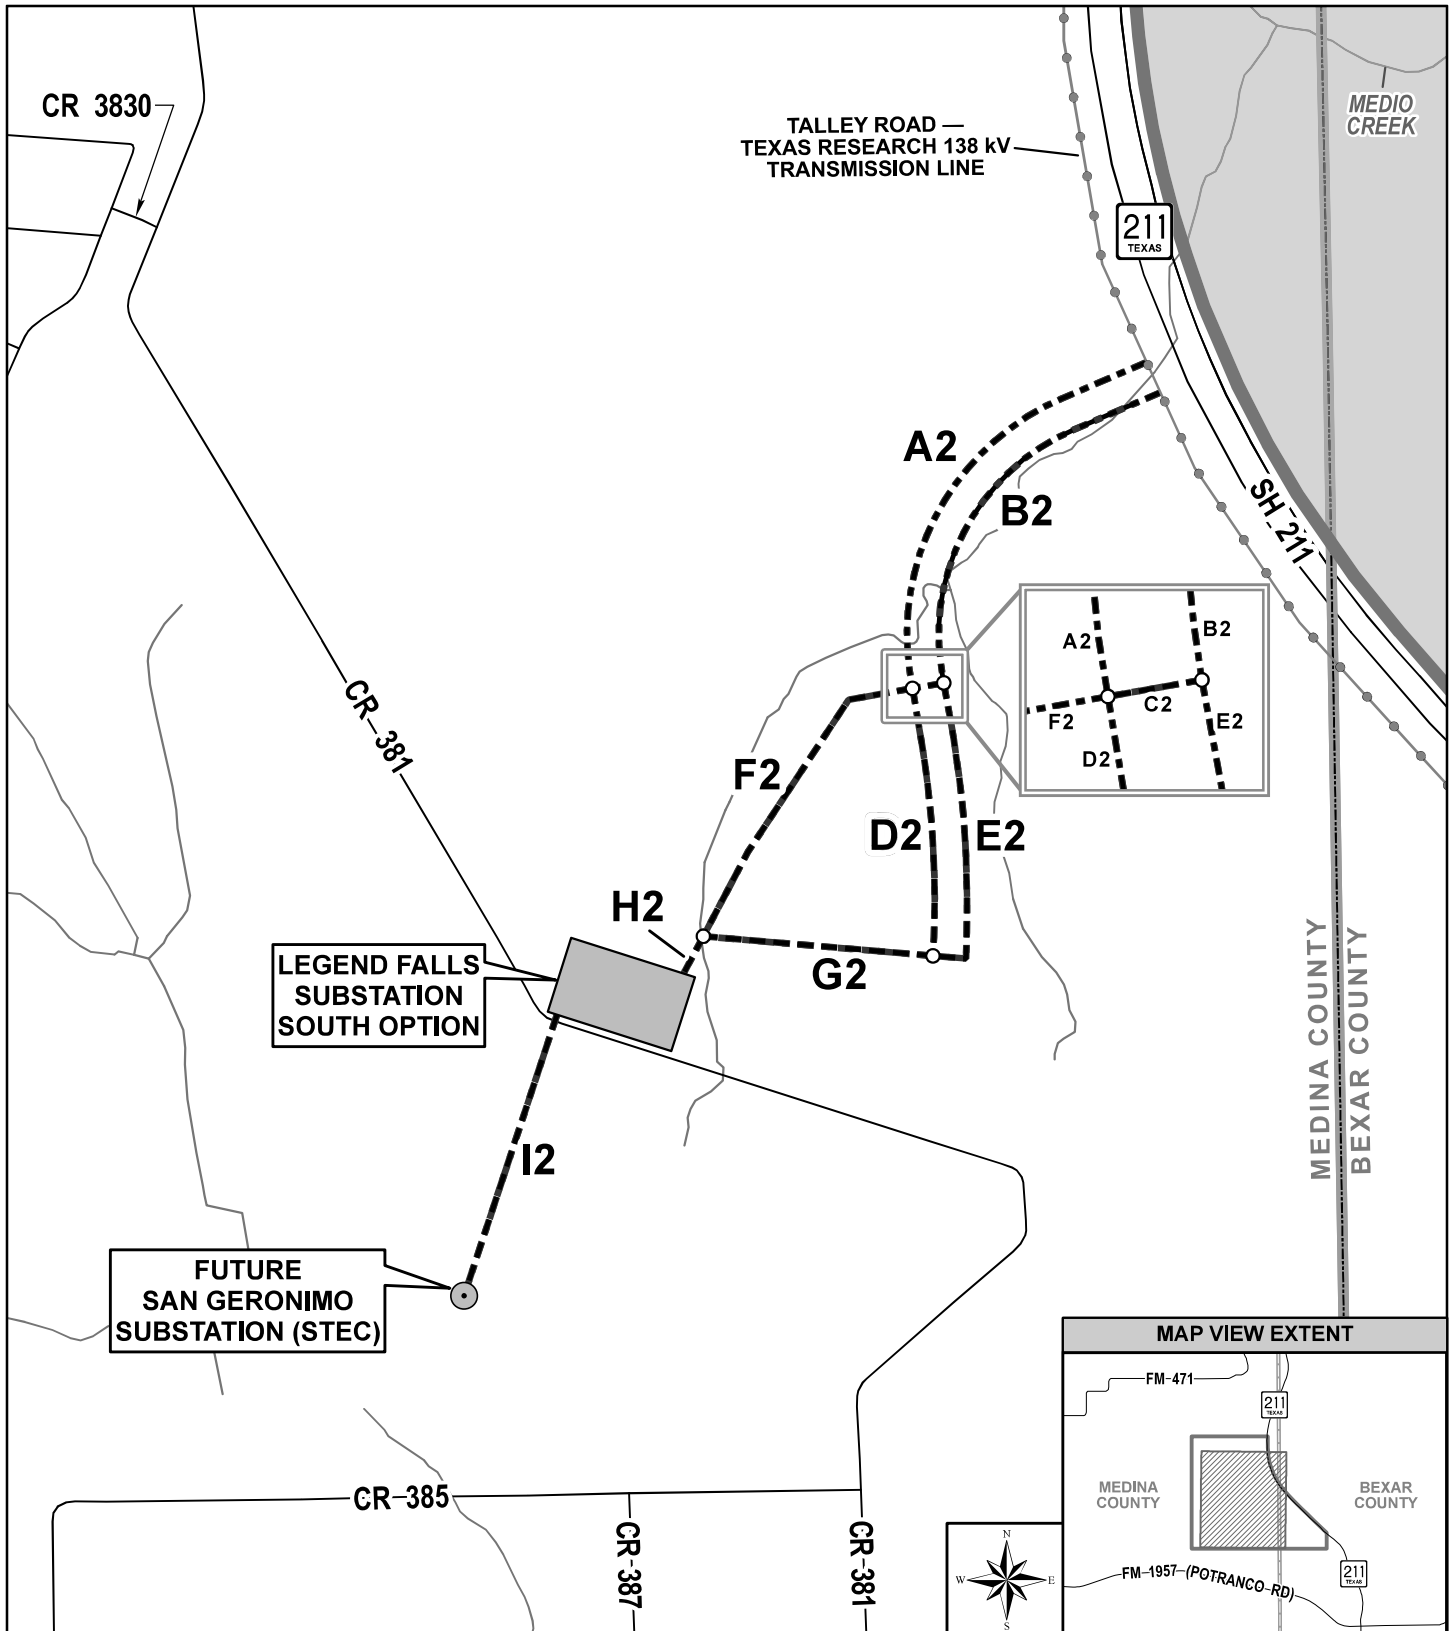 CR 3830
TALLEY ROAD —
TEXAS RESEARCH 138 kV
TRANSMISSION LINE
MEDIO
CREEK
211
TEXAS
A2
B2
SH 211
A2
B2
C2
F2
E2
D2
CR 381
F2
D2
E2
H2
G2
LEGEND FALLS
SUBSTATION
SOUTH OPTION
MEDINA COUNTY
BEXAR COUNTY
I2
FUTURE
SAN GERONIMO
SUBSTATION (STEC)
CR 385
CR 387
CR 381
N
W E
S
MAP VIEW EXTENT
FM 471
211
TEXAS
MEDINA
COUNTY
BEXAR
COUNTY
FM 1957 (POTRANCO RD)
211
TEXAS